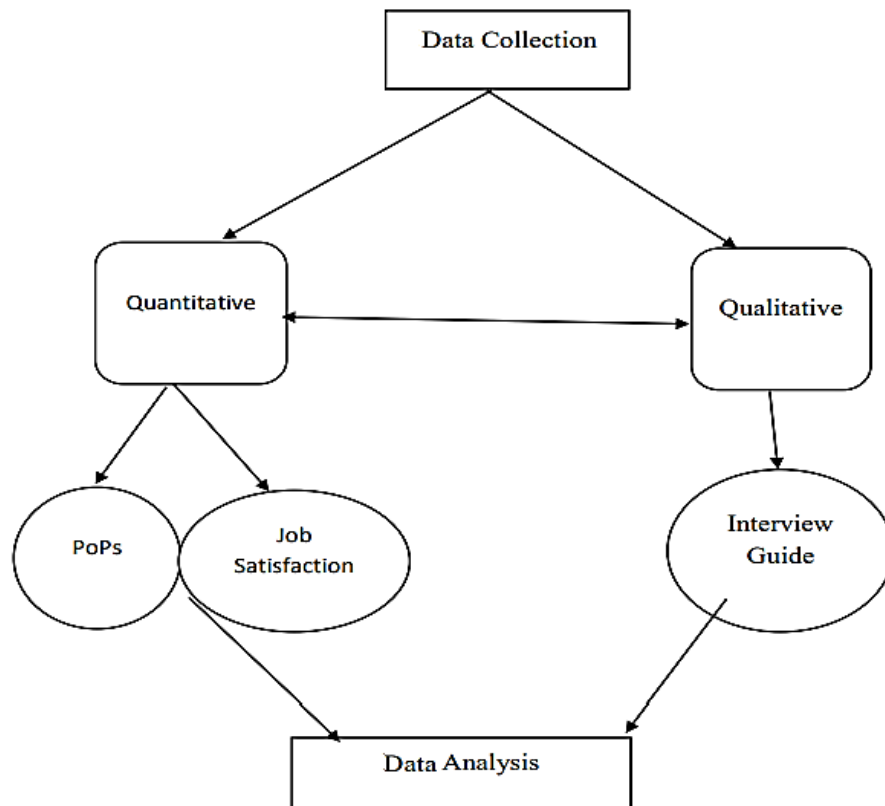 Data Collection
Quantitative
Qualitative
PoPs
Job
Satisfaction
Interview
Guide
Data Analysis